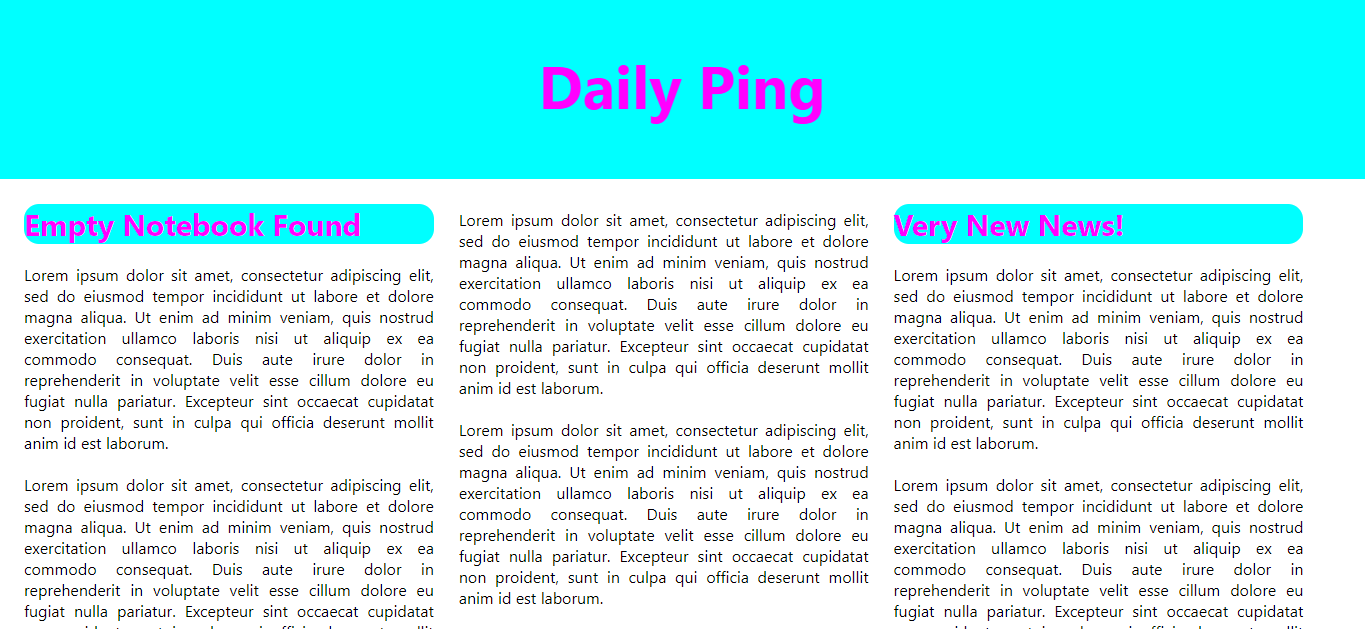 Daily Ping
Empty Notebook Found
Lorem ipsum dolor sit amet, consectetur adipiscing elit,
sed do eiusmod tempor incididunt ut labore et dolore
magna aliqua. Ut enim ad minim veniam, quis nostrud
exercitation ullamco laboris nisi ut aliquip ex ea
commodo consequat. Duis aute irure dolor in
reprehenderit in voluptate velit esse cillum dolore eu
fugiat nulla pariatur. Excepteur sint occaecat cupidatat
non proident, sunt in culpa qui officia deserunt mollit
anim id est laborum.
Lorem ipsum dolor sit amet, consectetur adipiscing elit,
sed do eiusmod tempor incididunt ut labore et dolore
magna aliqua. Ut enim ad minim veniam, quis nostrud
exercitation ullamco laboris nisi ut aliquip ex ea
commodo consequat. Duis aute irure dolor in
reprehenderit in voluptate velit esse cillum dolore eu
fugiat nulla pariatur. Excepteur sint occaecat cupidatat
Lorem ipsum dolor sit amet, consectetur adipiscing elit,
sed do eiusmod tempor incididunt ut labore et dolore
magna aliqua. Ut enim ad minim veniam, quis nostrud
exercitation ullamco laboris nisi ut aliquip ex ea
commodo consequat. Duis aute irure dolor in
reprehenderit in voluptate velit esse cillum dolore eu
fugiat nulla pariatur. Excepteur sint occaecat cupidatat
non proident, sunt in culpa qui officia deserunt mollit
anim id est laborum.
Lorem ipsum dolor sit amet, consectetur adipiscing elit,
sed do eiusmod tempor incididunt ut labore et dolore
magna aliqua. Ut enim ad minim veniam, quis nostrud
exercitation ullamco laboris nisi ut aliquip ex ea
commodo consequat. Duis aute irure dolor in
reprehenderit in voluptate velit esse cillum dolore eu
fugiat nulla pariatur. Excepteur sint occaecat cupidatat
non proident, sunt in culpa qui officia deserunt mollit
anim id est laborum.
Very New News!
Lorem ipsum dolor sit amet, consectetur adipiscing elit,
sed do eiusmod tempor incididunt ut labore et dolore
magna aliqua. Ut enim ad minim veniam, quis nostrud
exercitation ullamco laboris nisi ut aliquip ex ea
commodo consequat. Duis aute irure dolor in
reprehenderit in voluptate velit esse cillum dolore eu
fugiat nulla pariatur. Excepteur sint occaecat cupidatat
non proident, sunt in culpa qui officia deserunt mollit
anim id est laborum.
Lorem ipsum dolor sit amet, consectetur adipiscing elit,
sed do eiusmod tempor incididunt ut labore et dolore
magna aliqua. Ut enim ad minim veniam, quis nostrud
exercitation ullamco laboris nisi ut aliquip ex ea
commodo consequat. Duis aute irure dolor in
reprehenderit in voluptate velit esse cillum dolore eu
fugiat nulla pariatur. Excepteur sint occaecat cupidatat